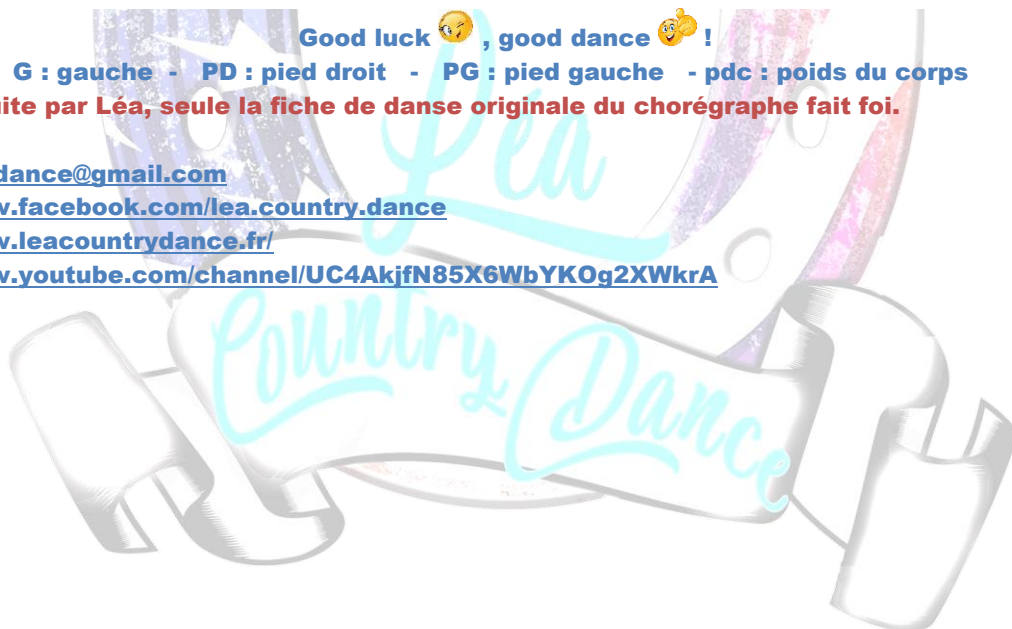 Good luck , good dance !
G : gauche - PD : pied droit - PG : pied gauche - pdc : poids du corps
uite par Léa, seule la fiche de danse originale du chorégraphe fait foi.
dance@gmail.com
v.facebook.com/lea.country.dance
v.leacountrydance.fr/
v.youtube.com/channel/UC4AkjfN85X6WbYKOg2XWkrA
Léa
Country Dance